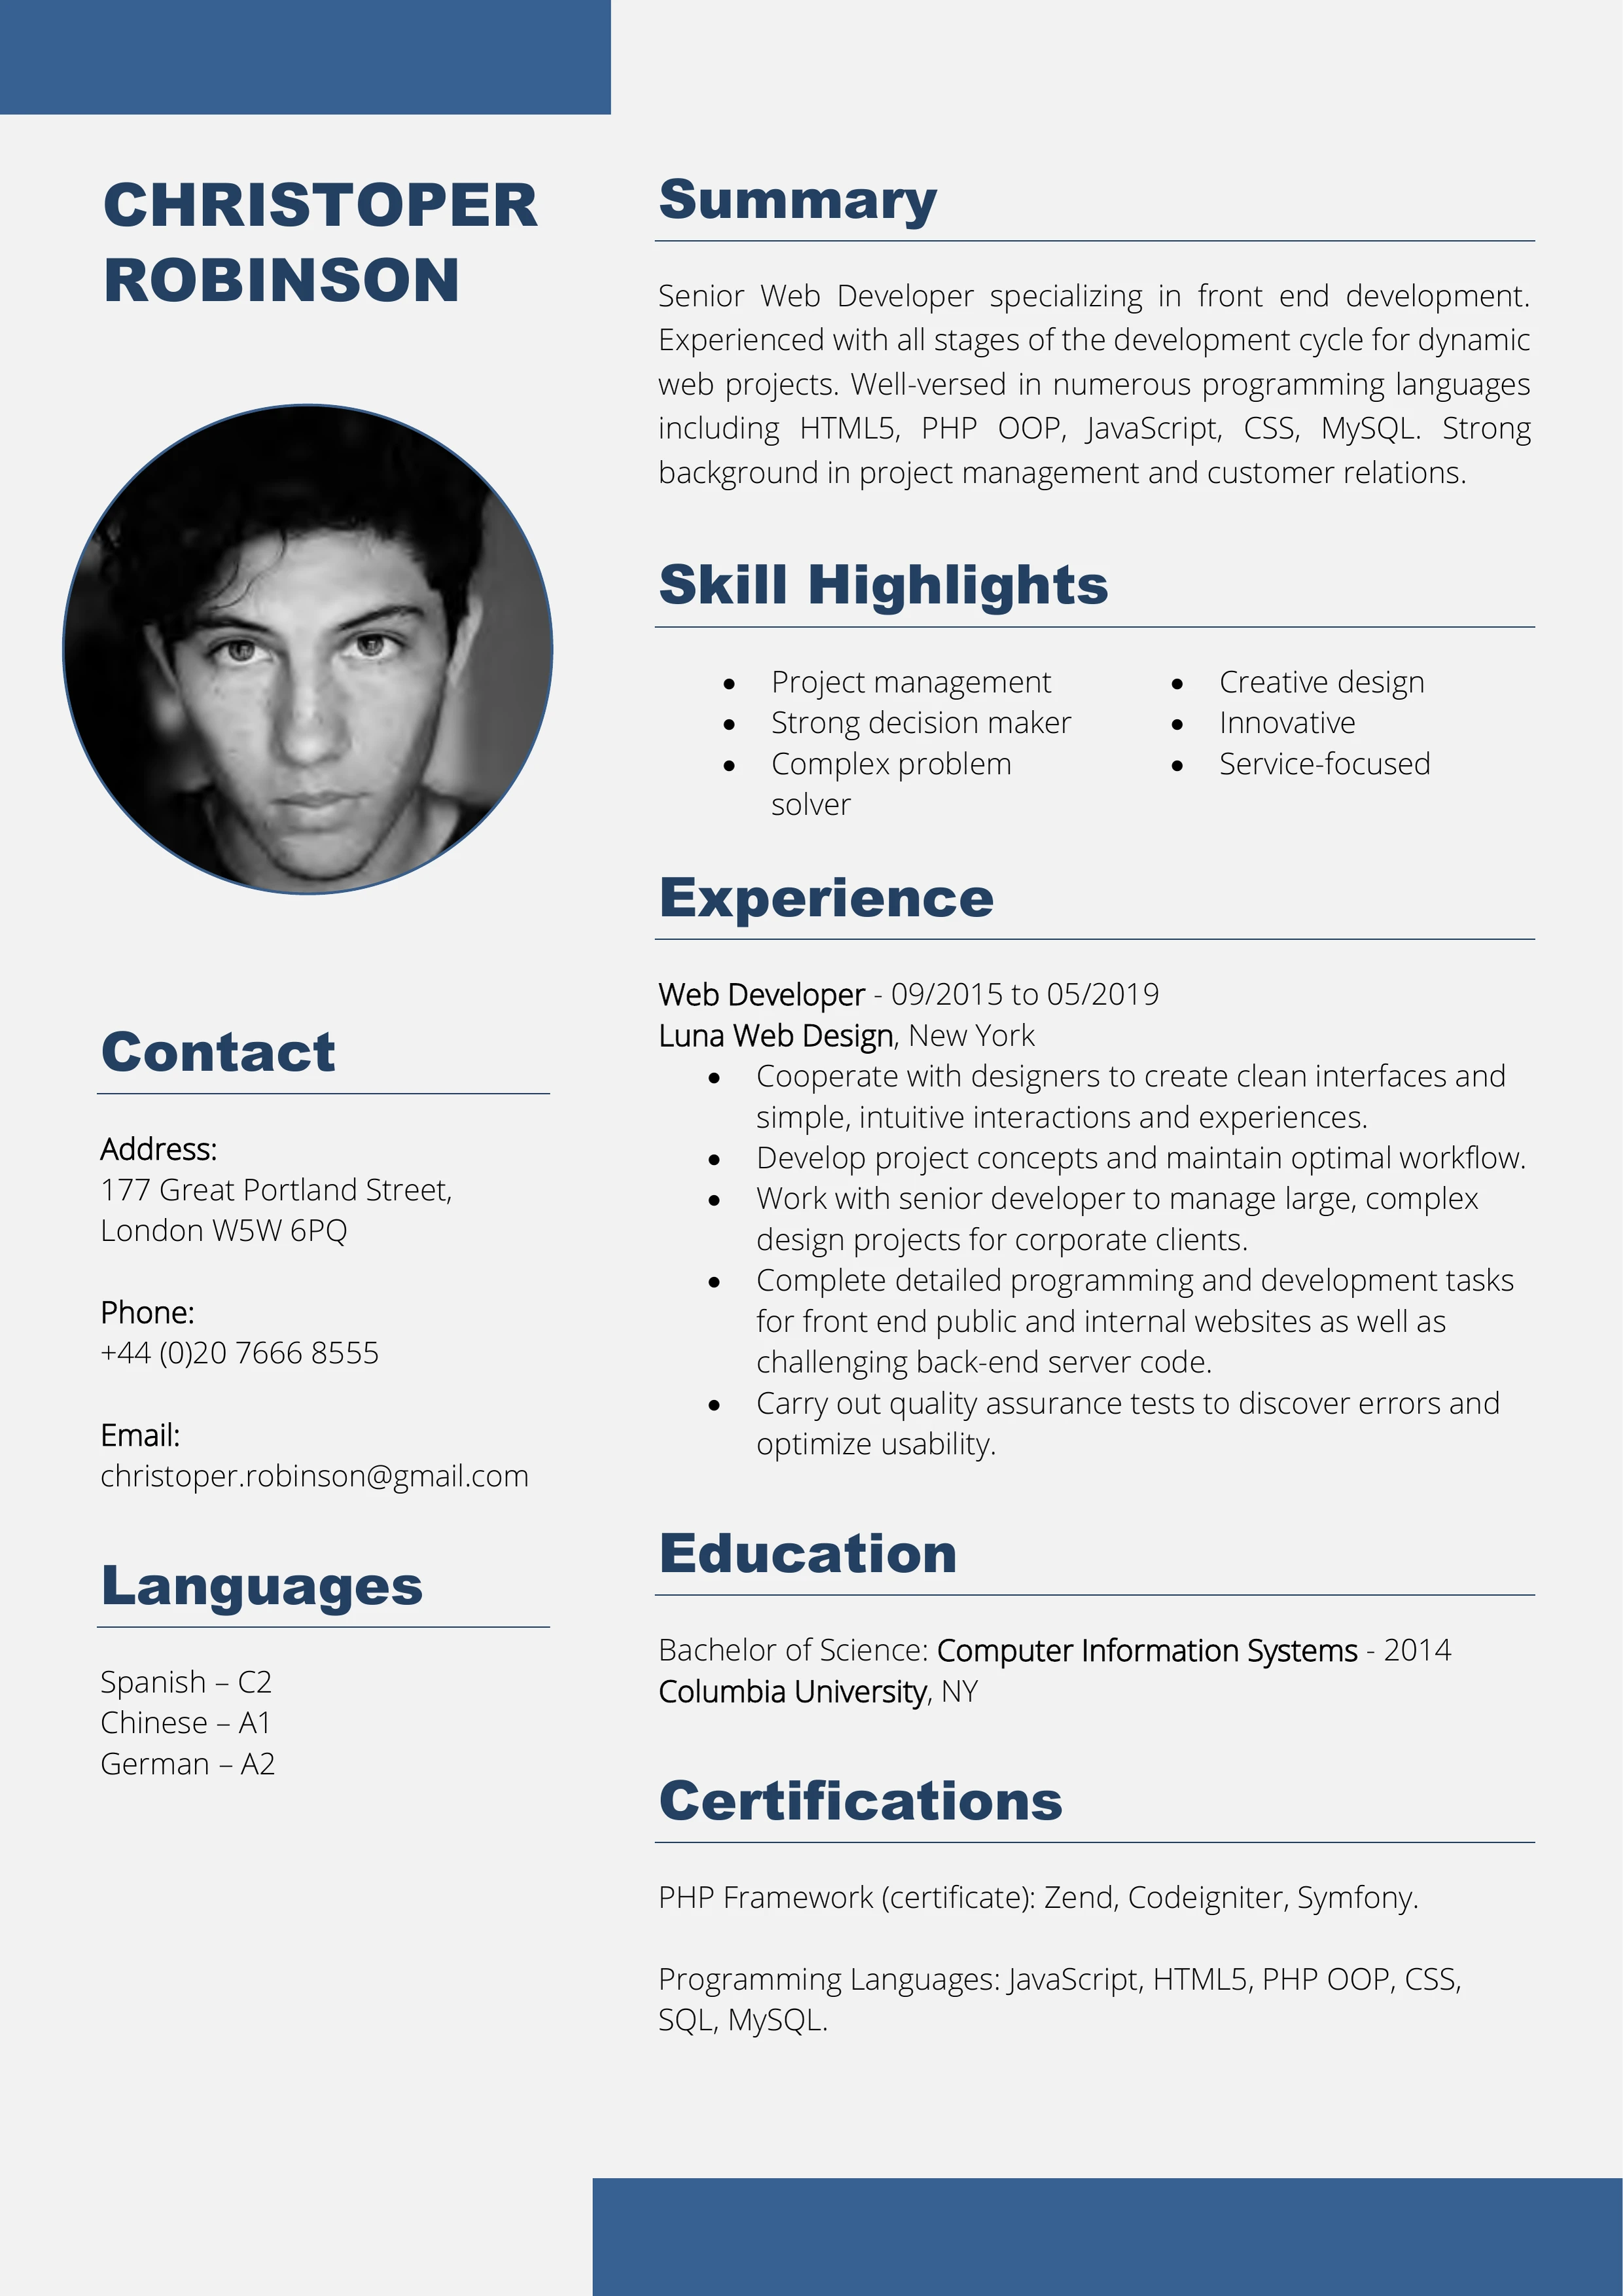 CHRISTOPER
ROBINSON
Contact
Address:
177 Great Portland Street,
London W5W 6PQ
Phone:
+44 (0)20 7666 8555
Email:
christoper.robinson@gmail.com
Languages
Spanish – C2
Chinese – A1
German – A2
Summary
Senior Web Developer specializing in front end development.
Experienced with all stages of the development cycle for dynamic
web projects. Well-versed in numerous programming languages
including HTML5, PHP OOP, JavaScript, CSS, MySQL. Strong
background in project management and customer relations.
Skill Highlights
• Project management
• Strong decision maker
• Complex problem
solver
• Creative design
• Innovative
• Service-focused
Experience
Web Developer - 09/2015 to 05/2019
Luna Web Design, New York
• Cooperate with designers to create clean interfaces and
simple, intuitive interactions and experiences.
• Develop project concepts and maintain optimal workflow.
• Work with senior developer to manage large, complex
design projects for corporate clients.
• Complete detailed programming and development tasks
for front end public and internal websites as well as
challenging back-end server code.
• Carry out quality assurance tests to discover errors and
optimize usability.
Education
Bachelor of Science: Computer Information Systems - 2014
Columbia University, NY
Certifications
PHP Framework (certificate): Zend, Codeigniter, Symfony.
Programming Languages: JavaScript, HTML5, PHP OOP, CSS,
SQL, MySQL.